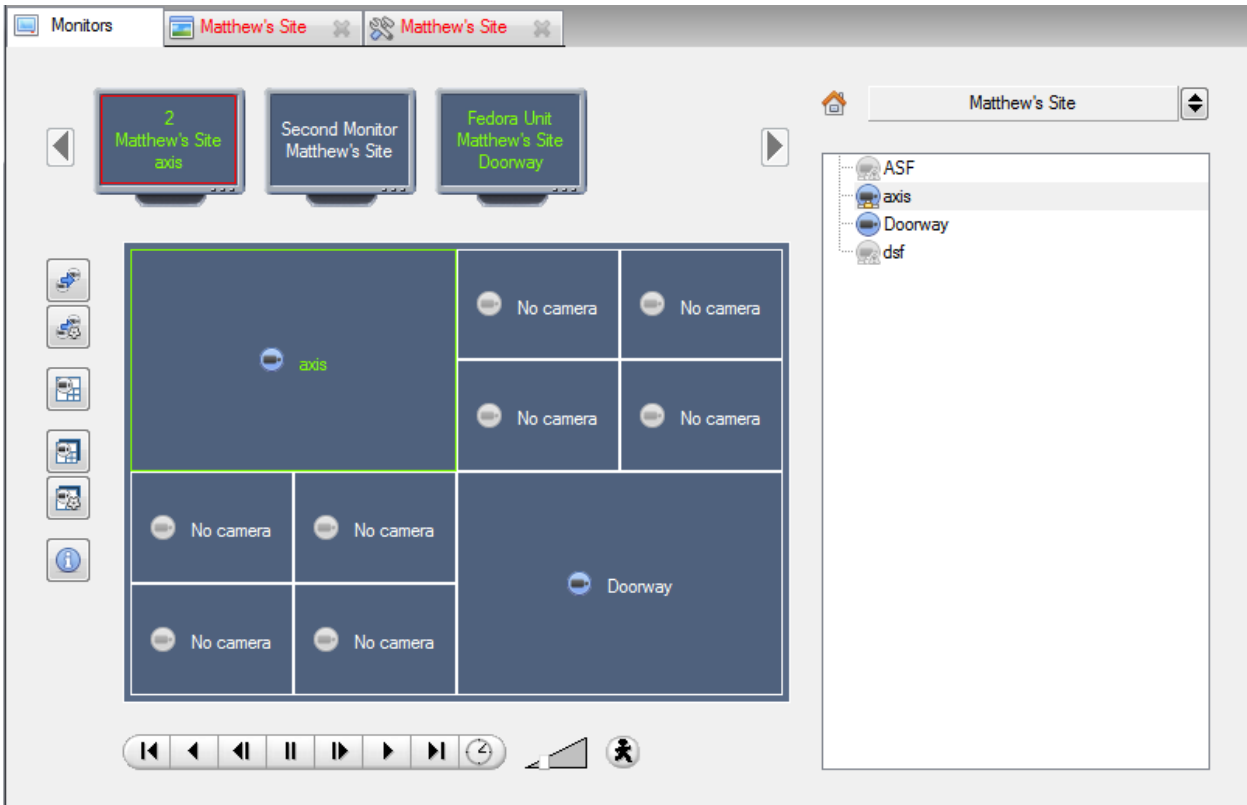 Monitors
Matthew's Site
Matthew's Site
2
Matthew's Site
axis
Second Monitor
Matthew's Site
Fedora Unit
Matthew's Site
Doorway
Matthew's Site
ASF
axis
Doorway
dsf
axis
No camera
No camera
No camera
No camera
No camera
No camera
Doorway
No camera
No camera